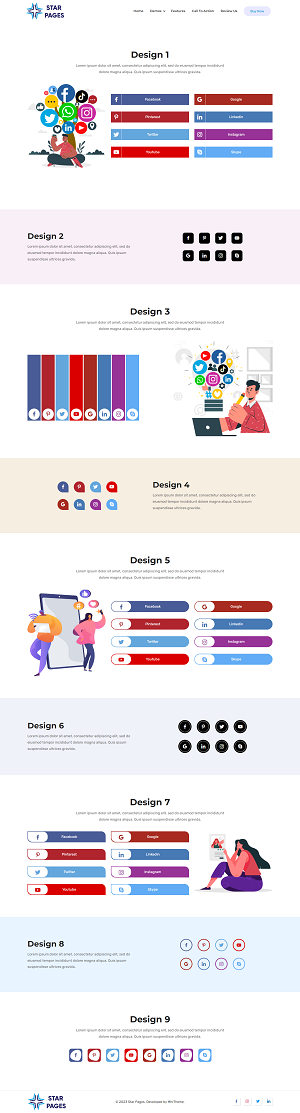 STAR
PAGES
Home Demos Features Call To Action Review Us Buy Now
Design 1
Lorem ipsum dolor sit amet, consectetur adipiscing elit, sed do eiusmod tempor incididunt
dolore magna aliqua. Quis ipsum suspendisse ultrices gravida.
Facebook Google
Pinterest Linkedin
Twitter Instagram
Youtube Skype
Design 2
Lorem ipsum dolor sit amet, consectetur adipiscing elit, sed do
eiusmod tempor incididunt dolore magna aliqua. Quis ipsum
suspendisse ultrices gravida.
Design 3
Lorem ipsum dolor sit amet, consectetur adipiscing elit, sed do eiusmod tempor incididunt
dolore magna aliqua. Quis ipsum suspendisse ultrices gravida.
Design 4
Lorem ipsum dolor sit amet, consectetur adipiscing elit, sed do
eiusmod tempor incididunt dolore magna aliqua. Quis ipsum
suspendisse ultrices gravida.
Design 5
Lorem ipsum dolor sit amet, consectetur adipiscing elit, sed do eiusmod tempor incididunt
dolore magna aliqua. Quis ipsum suspendisse ultrices gravida.
Facebook Google
Pinterest Linkedin
Twitter Instagram
Youtube Skype
Design 6
Lorem ipsum dolor sit amet, consectetur adipiscing elit, sed do
eiusmod tempor incididunt dolore magna aliqua. Quis ipsum
suspendisse ultrices gravida.
Design 7
Lorem ipsum dolor sit amet, consectetur adipiscing elit, sed do eiusmod tempor incididunt
dolore magna aliqua. Quis ipsum suspendisse ultrices gravida.
Facebook Google
Pinterest Linkedin
Twitter Instagram
Youtube Skype
Design 8
Lorem ipsum dolor sit amet, consectetur adipiscing elit, sed do
eiusmod tempor incididunt dolore magna aliqua. Quis ipsum
suspendisse ultrices gravida.
Design 9
Lorem ipsum dolor sit amet, consectetur adipiscing elit, sed do eiusmod tempor incididunt
dolore magna aliqua. Quis ipsum suspendisse ultrices gravida.
STAR
PAGES
© 2023 Star Pages. Developed by